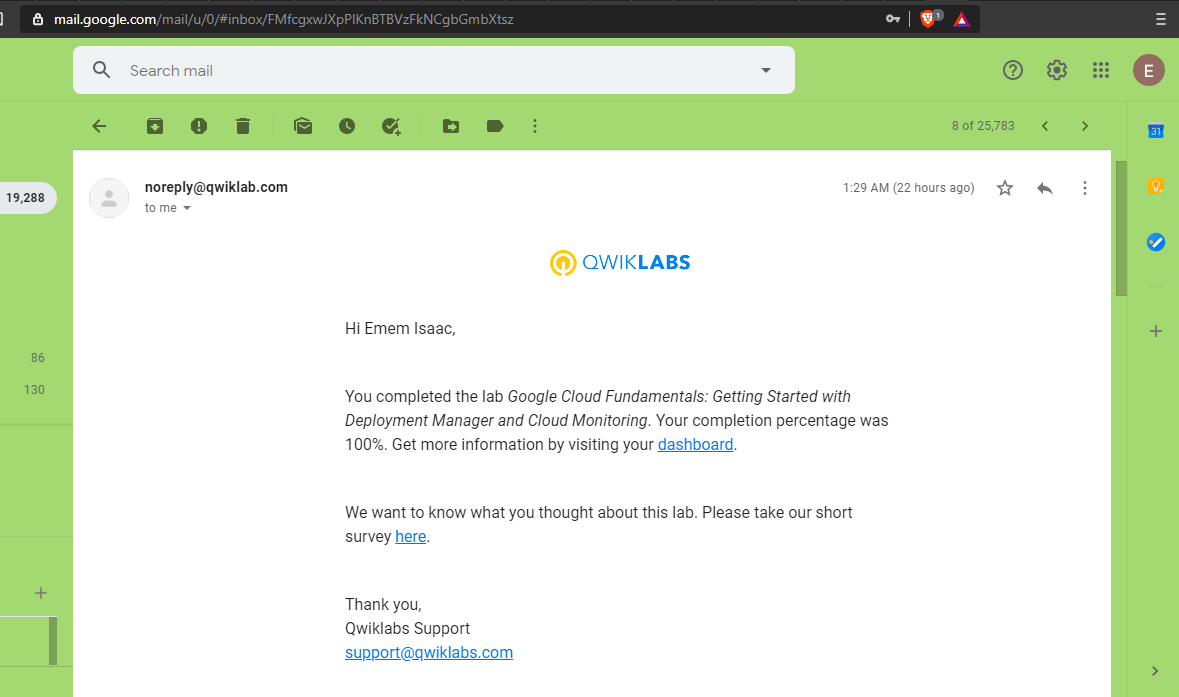 mail.google.com/mail/u/0/#inbox/FMfcgxwJXpPlKnBTBVzFkNCgbGmbXtsz
1
Search mail
E
8 of 25,783
31
19,288
noreply@qwiklab.com
1:29 AM (22 hours ago)
to me
QWIKLABS
Hi Emem Isaac,
You completed the lab Google Cloud Fundamentals: Getting Started with
Deployment Manager and Cloud Monitoring. Your completion percentage was
100%. Get more information by visiting your dashboard.
86
130
We want to know what you thought about this lab. Please take our short
survey here.
Thank you,
Qwiklabs Support
support@qwiklabs.com